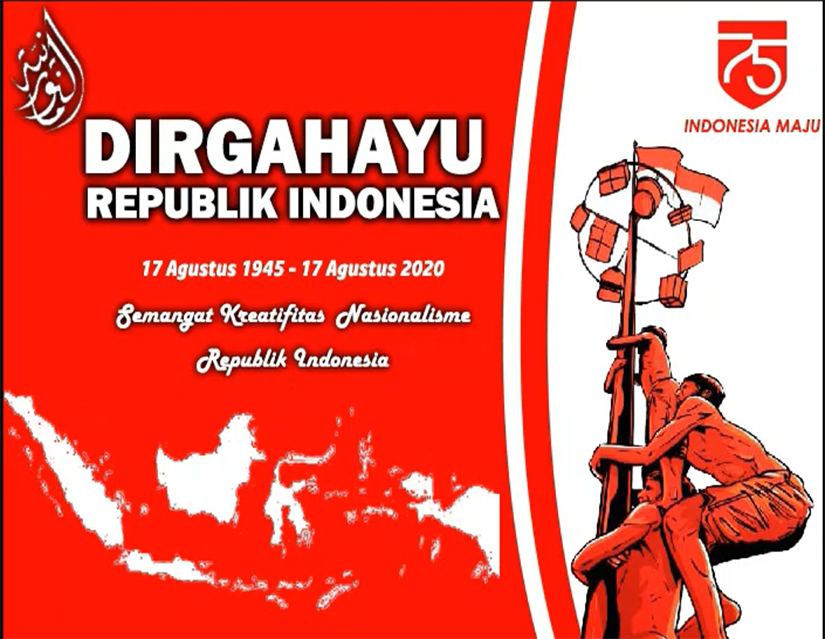 75
INDONESIA MAJU
DIRGAHAYU
REPUBLIK INDONESIA
17 Agustus 1945 - 17 Agustus 2020
Semangat Kreatifitas Nasionalisme
Republik Indonesia